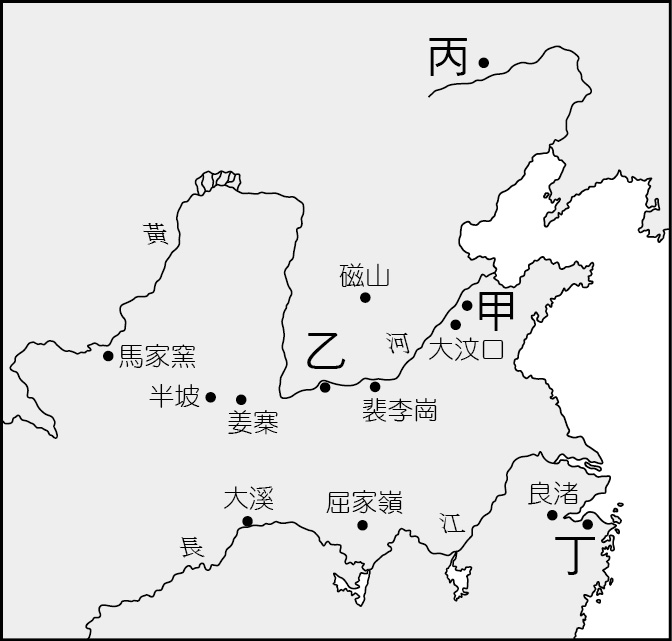 丙
黃
磁山
甲
乙
河
大汶口
馬家窯
半坡
姜寨
裴李崗
大溪
屈家嶺
良渚
江
長
丁